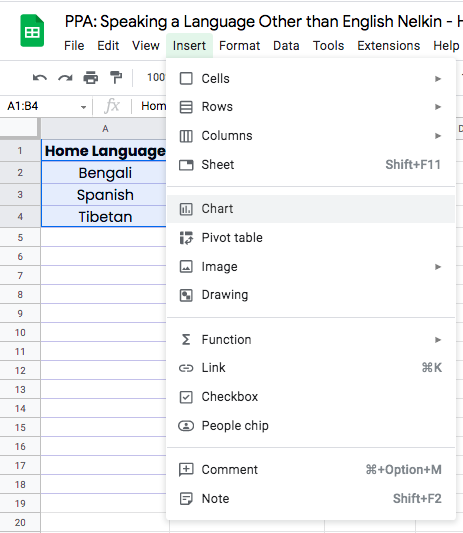 PPA: Speaking a Language Other than English Nelkin - H
File Edit View Insert Format Data Tools Extensions Help
100
A1:B4 fx Hom
A D
1 Home Language
2 Bengali
3 Spanish
4 Tibetan
5
6
7
8
9
10
11
12
13
14
15
16
17
18
19
20
Cells
Rows
Columns
Sheet Shift+F11
Chart
Pivot table
Image
Drawing
Σ Function
Link ⌘K
Checkbox
People chip
Comment ⌘+Option+M
Note Shift+F2